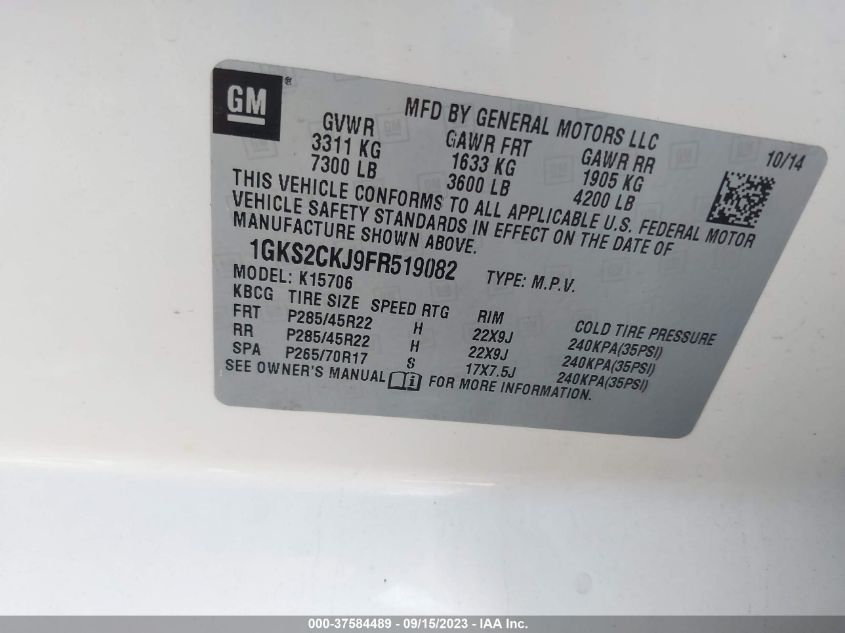 GM ®
MFD BY GENERAL MOTORS LLC
10/14
GVWR GAWR FRT GAWR RR
3311 KG 1633 KG 1905 KG
7300 LB 3600 LB 4200 LB
THIS VEHICLE CONFORMS TO ALL APPLICABLE U.S. FEDERAL MOTOR
VEHICLE SAFETY STANDARDS IN EFFECT ON THE DATE OF
MANUFACTURE SHOWN ABOVE.
1GKS2CKJ9FR519082 TYPE: M.P.V.
MODEL: K15706
KBCG TIRE SIZE SPEED RTG RIM COLD TIRE PRESSURE
FRT P285/45R22 H 22X9J 240KPA(35PSI)
RR P285/45R22 H 22X9J 240KPA(35PSI)
SPA P265/70R17 S 17X7.5J 240KPA(35PSI)
SEE OWNER'S MANUAL FOR MORE INFORMATION.
000-37584489 - 09/15/2023 - IAA Inc.